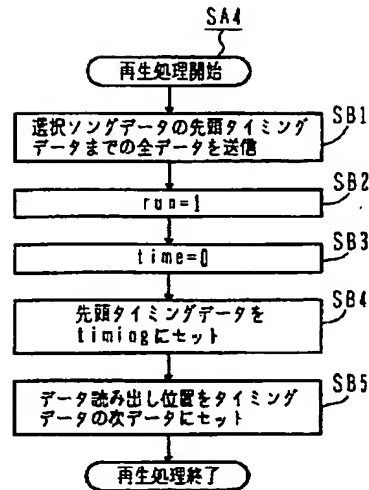 SA4
再生処理開始
SB1
選択ソングデータの先頭タイミング
データまでの全データを送信
SB2
run=1
SB3
time=0
SB4
先頭タイミングデータを
timingにセット
SB5
データ読み出し位置をタイミング
データの次データにセット
再生処理終了